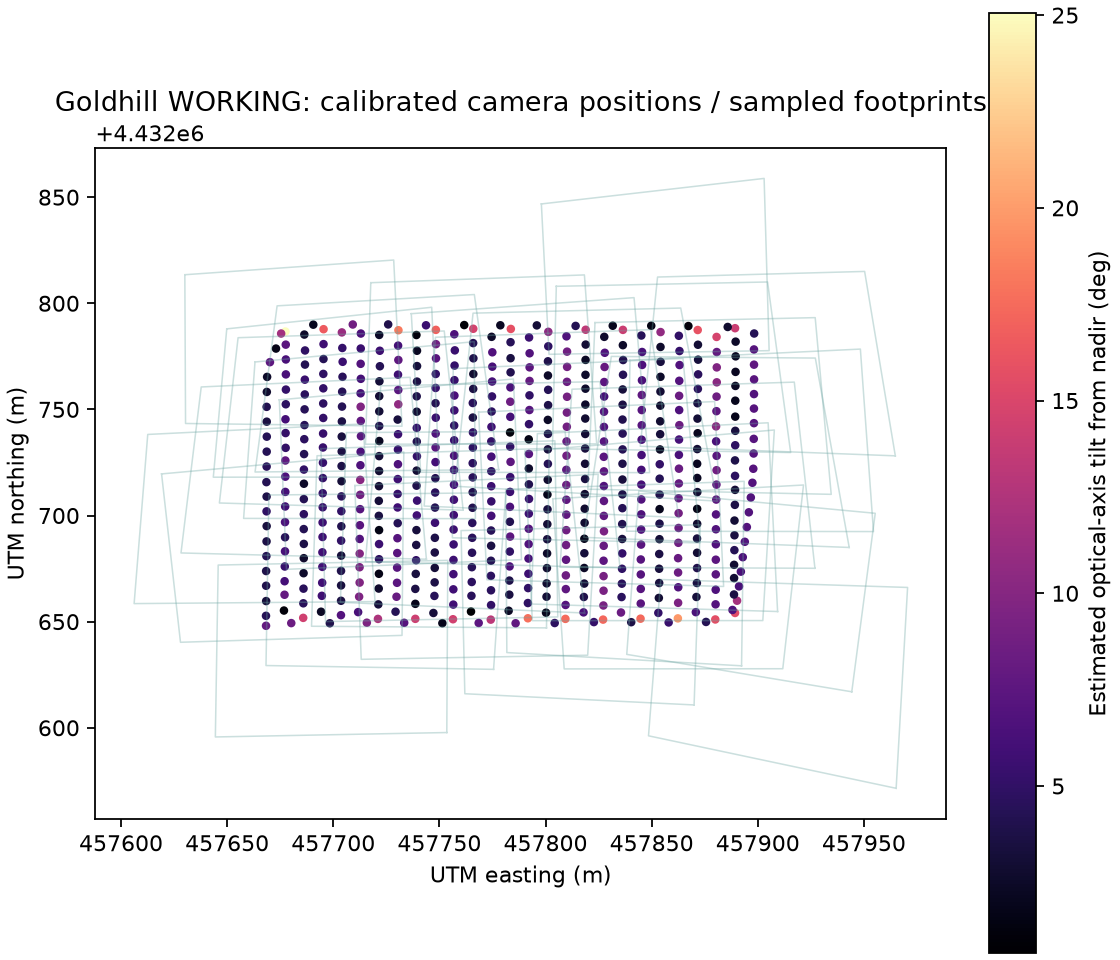 Goldhill WORKING: calibrated camera positions / sampled footprints
+4.432e6
850
800
750
700
650
600
UTM northing (m)
457600 457650 457700 457750 457800 457850 457900 457950
UTM easting (m)
25
20
15
10
5
Estimated optical-axis tilt from nadir (deg)